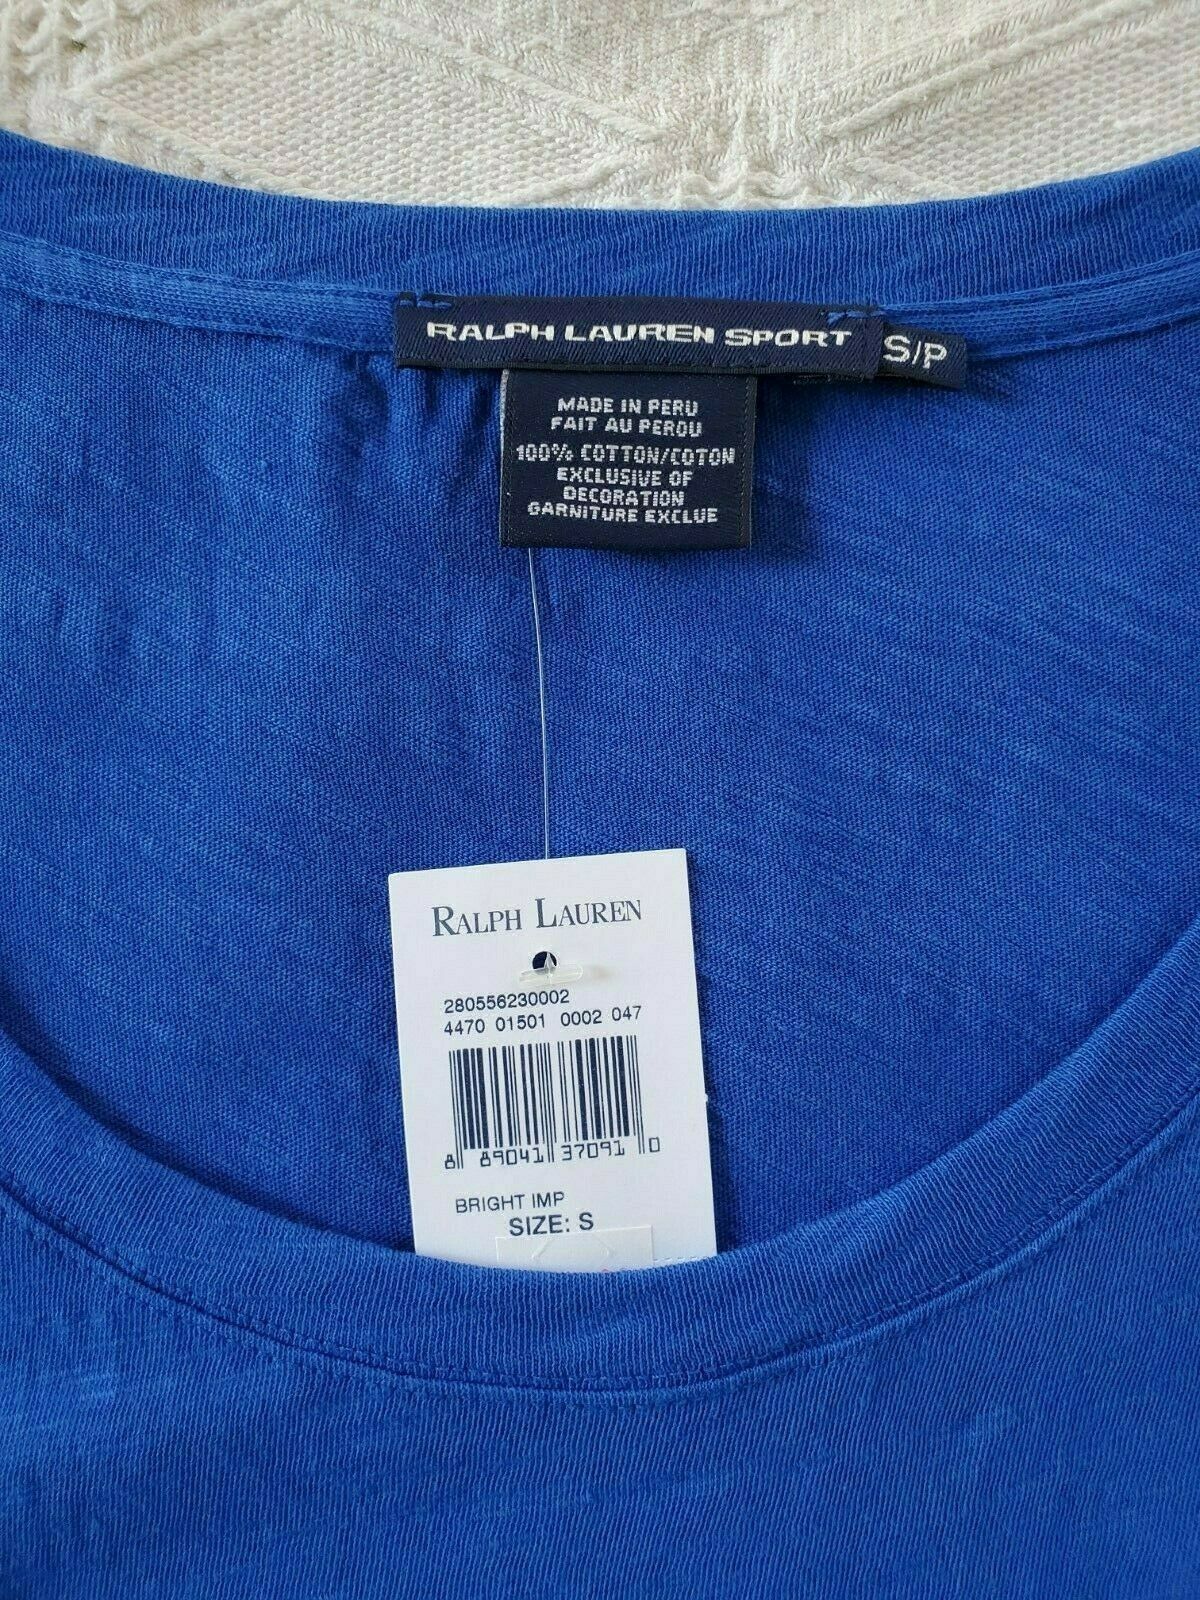 RALPH LAUREN SPORT S/P
MADE IN PERU
FAIT AU PEROU
100% COTTON/COTON
EXCLUSIVE OF
DECORATION
GARNITURE EXCLUE
RALPH LAUREN
280556230002
4470 01501 0002 047
8 89041 37091 0
BRIGHT IMP
SIZE: S